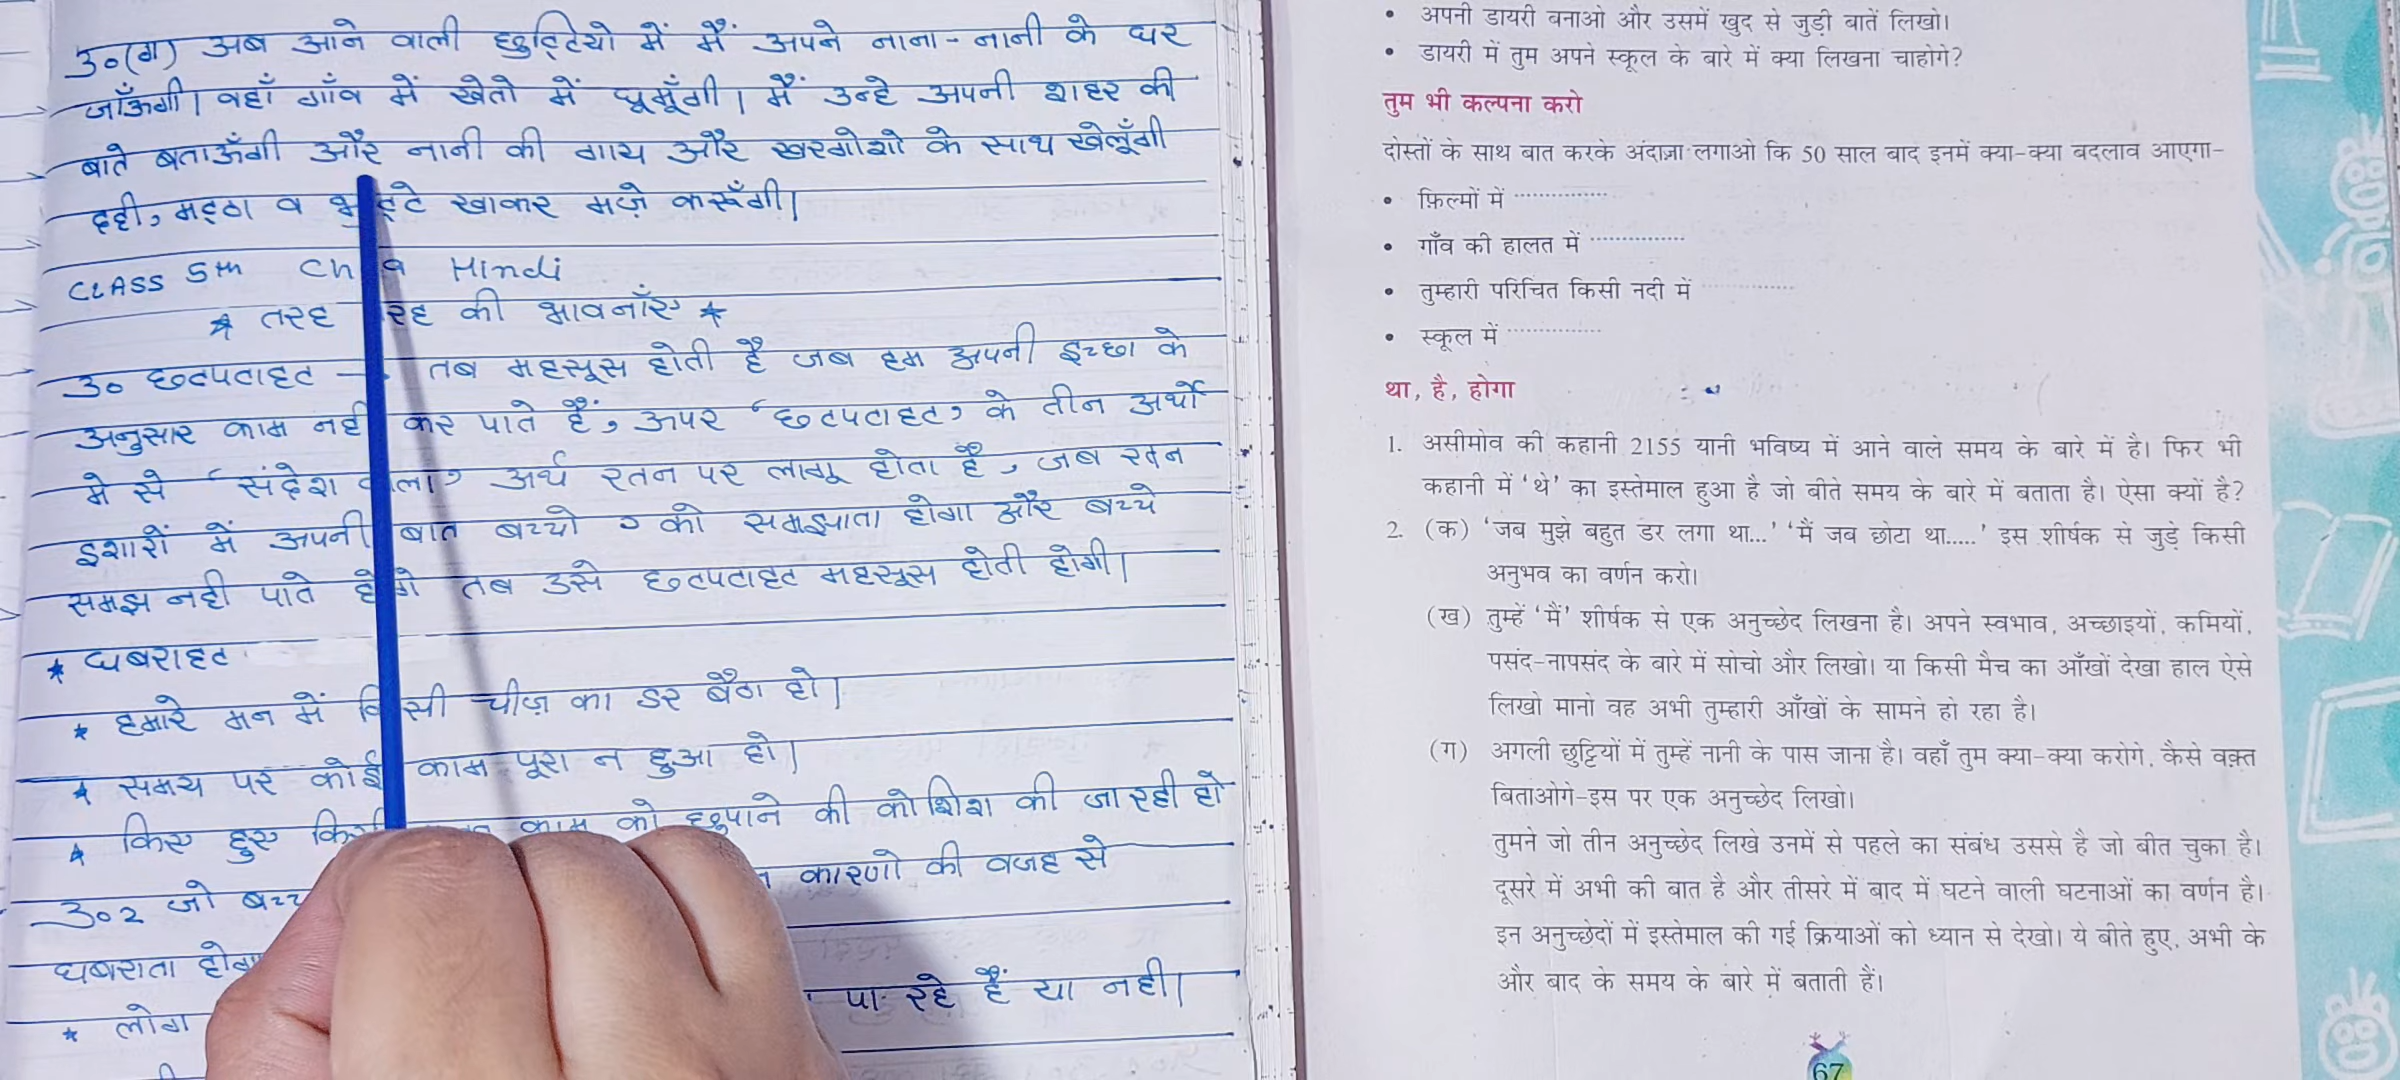 उ०(ग) अब आने वाली छुट्टियो में मैं अपने नाना-नानी के घर
जाँऊगी। वहाँ गाँव में खेतो में घूमूँगी। मैं उन्हे अपनी शहर की
बाते बताऊँगी और नानी की गाय और खरगोशो के साथ खेलूँगी
दही, मट्ठा व भुट्टे खाकर मज़े करूँगी।
CLASS 5th Ch Hindi
* तरह की भावनाँए *
उ० छटपटाहट → तब महसूस होती है जब हम अपनी इच्छा के
अनुसार काम नही कर पाते हैं, ऊपर 'छटपटाहट' के तीन अर्थो
मे से 'संदेश वाला' अर्थ रतन पर लागू होता है, जब रतन
इशारों में अपनी बात बच्चो को समझाता होगा और बच्चे
समझ नही पाते होगे तब उसे छटपटाहट महसूस होती होगी।
* घबराहट
* हमारे मन में किसी चीज़ का डर बैठा हो।
* समय पर कोई काम पूरा न हुआ हो।
* किए हुए काम को छुपाने की कोशिश की जा रही हो
उ०2 जो कारणो की वजह से
घबराता
* लोग पा रहे हैं या नही।
• अपनी डायरी बनाओ और उसमें खुद से जुड़ी बातें लिखो।
• डायरी में तुम अपने स्कूल के बारे में क्या लिखना चाहोगे?
तुम भी कल्पना करो
दोस्तों के साथ बात करके अंदाज़ा लगाओ कि 50 साल बाद इनमें क्या-क्या बदलाव आएगा-
• फ़िल्मों में ...............
• गाँव की हालत में ...............
• तुम्हारी परिचित किसी नदी में ...............
• स्कूल में ...............
था, है, होगा
1. असीमोव की कहानी 2155 यानी भविष्य में आने वाले समय के बारे में है। फिर भी
कहानी में 'थे' का इस्तेमाल हुआ है जो बीते समय के बारे में बताता है। ऐसा क्यों है?
2. (क) 'जब मुझे बहुत डर लगा था...' 'मैं जब छोटा था.....' इस शीर्षक से जुड़े किसी
अनुभव का वर्णन करो।
(ख) तुम्हें 'मैं' शीर्षक से एक अनुच्छेद लिखना है। अपने स्वभाव, अच्छाइयों, कमियों,
पसंद-नापसंद के बारे में सोचो और लिखो। या किसी मैच का आँखों देखा हाल ऐसे
लिखो मानो वह अभी तुम्हारी आँखों के सामने हो रहा है।
(ग) अगली छुट्टियों में तुम्हें नानी के पास जाना है। वहाँ तुम क्या-क्या करोगे, कैसे वक़्त
बिताओगे-इस पर एक अनुच्छेद लिखो।
तुमने जो तीन अनुच्छेद लिखे उनमें से पहले का संबंध उससे है जो बीत चुका है।
दूसरे में अभी की बात है और तीसरे में बाद में घटने वाली घटनाओं का वर्णन है।
इन अनुच्छेदों में इस्तेमाल की गई क्रियाओं को ध्यान से देखो। ये बीते हुए, अभी के
और बाद के समय के बारे में बताती हैं।
67